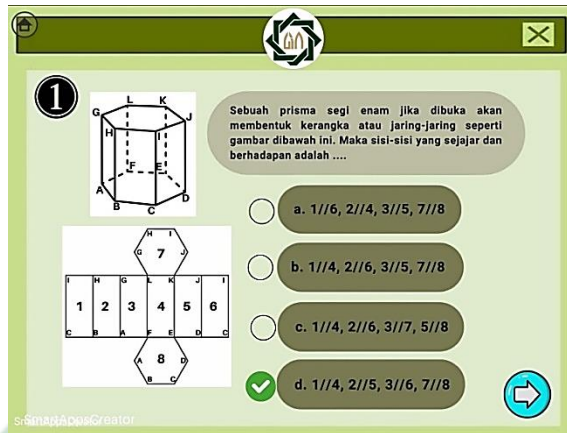 1
Sebuah prisma segi enam jika dibuka akan
membentuk kerangka atau jaring-jaring seperti
gambar dibawah ini. Maka sisi-sisi yang sejajar dan
berhadapan adalah ....
L K
G J
H I
F E
A D
B C
a. 1//6, 2//4, 3//5, 7//8
b. 1//4, 2//6, 3//5, 7//8
c. 1//4, 2//6, 3//7, 5//8
d. 1//4, 2//5, 3//6, 7//8
H I
G 7 J
I H G L K J I
1 2 3 4 5 6
C B A F E D C
A 8 D
B C
SmartAppsCreator